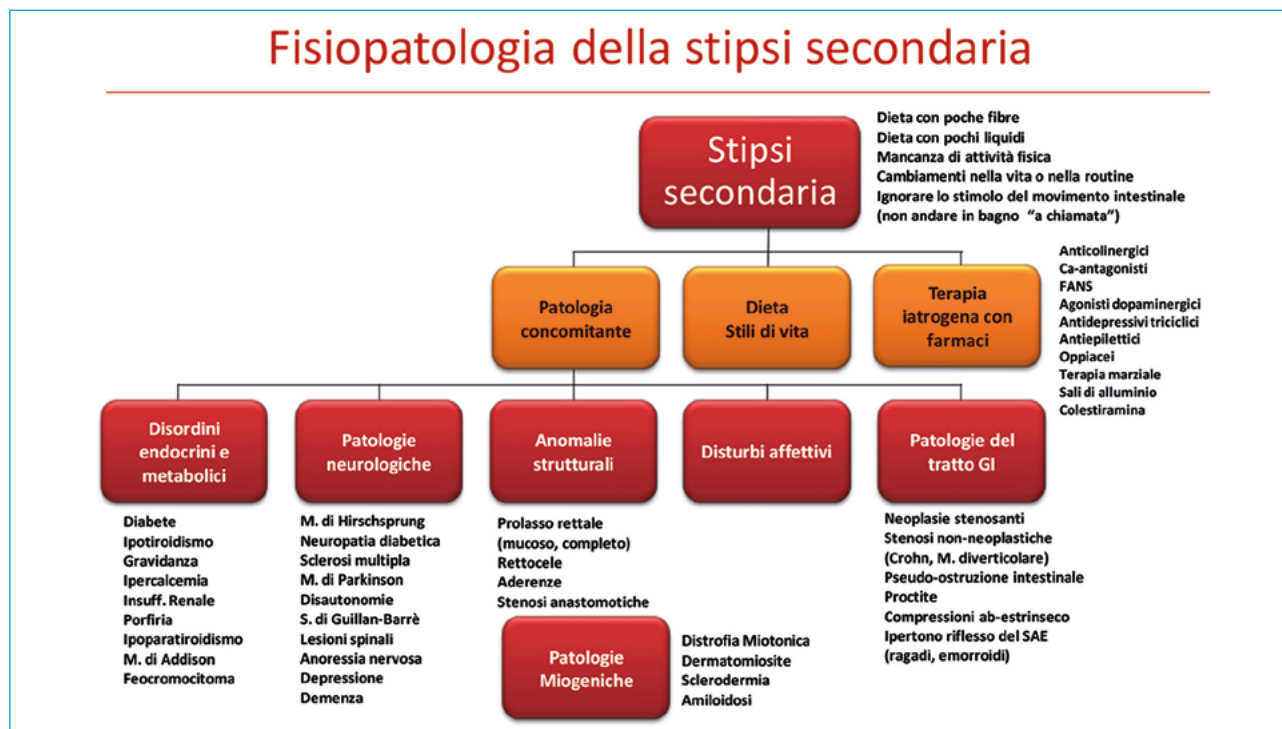 Fisiopatologia della stipsi secondaria
Stipsi
secondaria
Dieta con poche fibre
Dieta con pochi liquidi
Mancanza di attività fisica
Cambiamenti nella vita o nella routine
Ignorare lo stimolo del movimento intestinale
(non andare in bagno “a chiamata”)
Patologia
concomitante
Dieta
Stili di vita
Terapia
iatrogena con
farmaci
Anticolinergici
Ca-antagonisti
FANS
Agonisti dopaminergici
Antidepressivi triciclici
Antiepilettici
Oppiacei
Terapia marziale
Sali di alluminio
Colestiramina
Disordini
endocrini e
metabolici
Diabete
Ipotiroidismo
Gravidanza
Ipercalcemia
Insuff. Renale
Porfiria
Ipoparatiroidismo
M. di Addison
Feocromocitoma
Patologie
neurologiche
M. di Hirschsprung
Neuropatia diabetica
Sclerosi multipla
M. di Parkinson
Disautonomie
S. di Guillan-Barrè
Lesioni spinali
Anoressia nervosa
Depressione
Demenza
Anomalie
strutturali
Prolasso rettale
(mucoso, completo)
Rettocele
Aderenze
Stenosi anastomotiche
Patologie
Miogeniche
Distrofia Miotonica
Dermatomiosite
Sclerodermia
Amiloidosi
Disturbi affettivi
Patologie del
tratto GI
Neoplasie stenosanti
Stenosi non-neoplastiche
(Crohn, M. diverticolare)
Pseudo-ostruzione intestinale
Proctite
Compressioni ab-estrinseco
Ipertono riflesso del SAE
(ragadi, emorroidi)